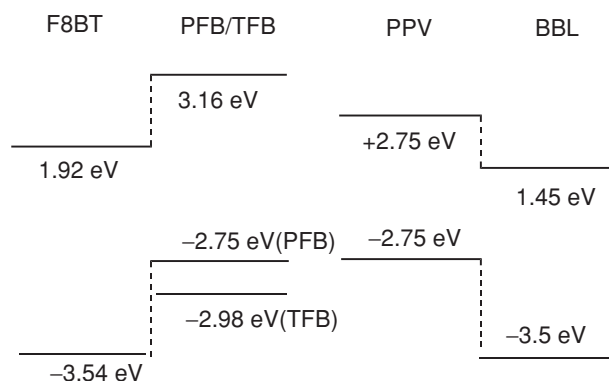 F8BT PFB/TFB PPV BBL
3.16 eV
+2.75 eV
1.92 eV
1.45 eV
−2.75 eV(PFB)
−2.75 eV
−2.98 eV(TFB)
−3.5 eV
−3.54 eV